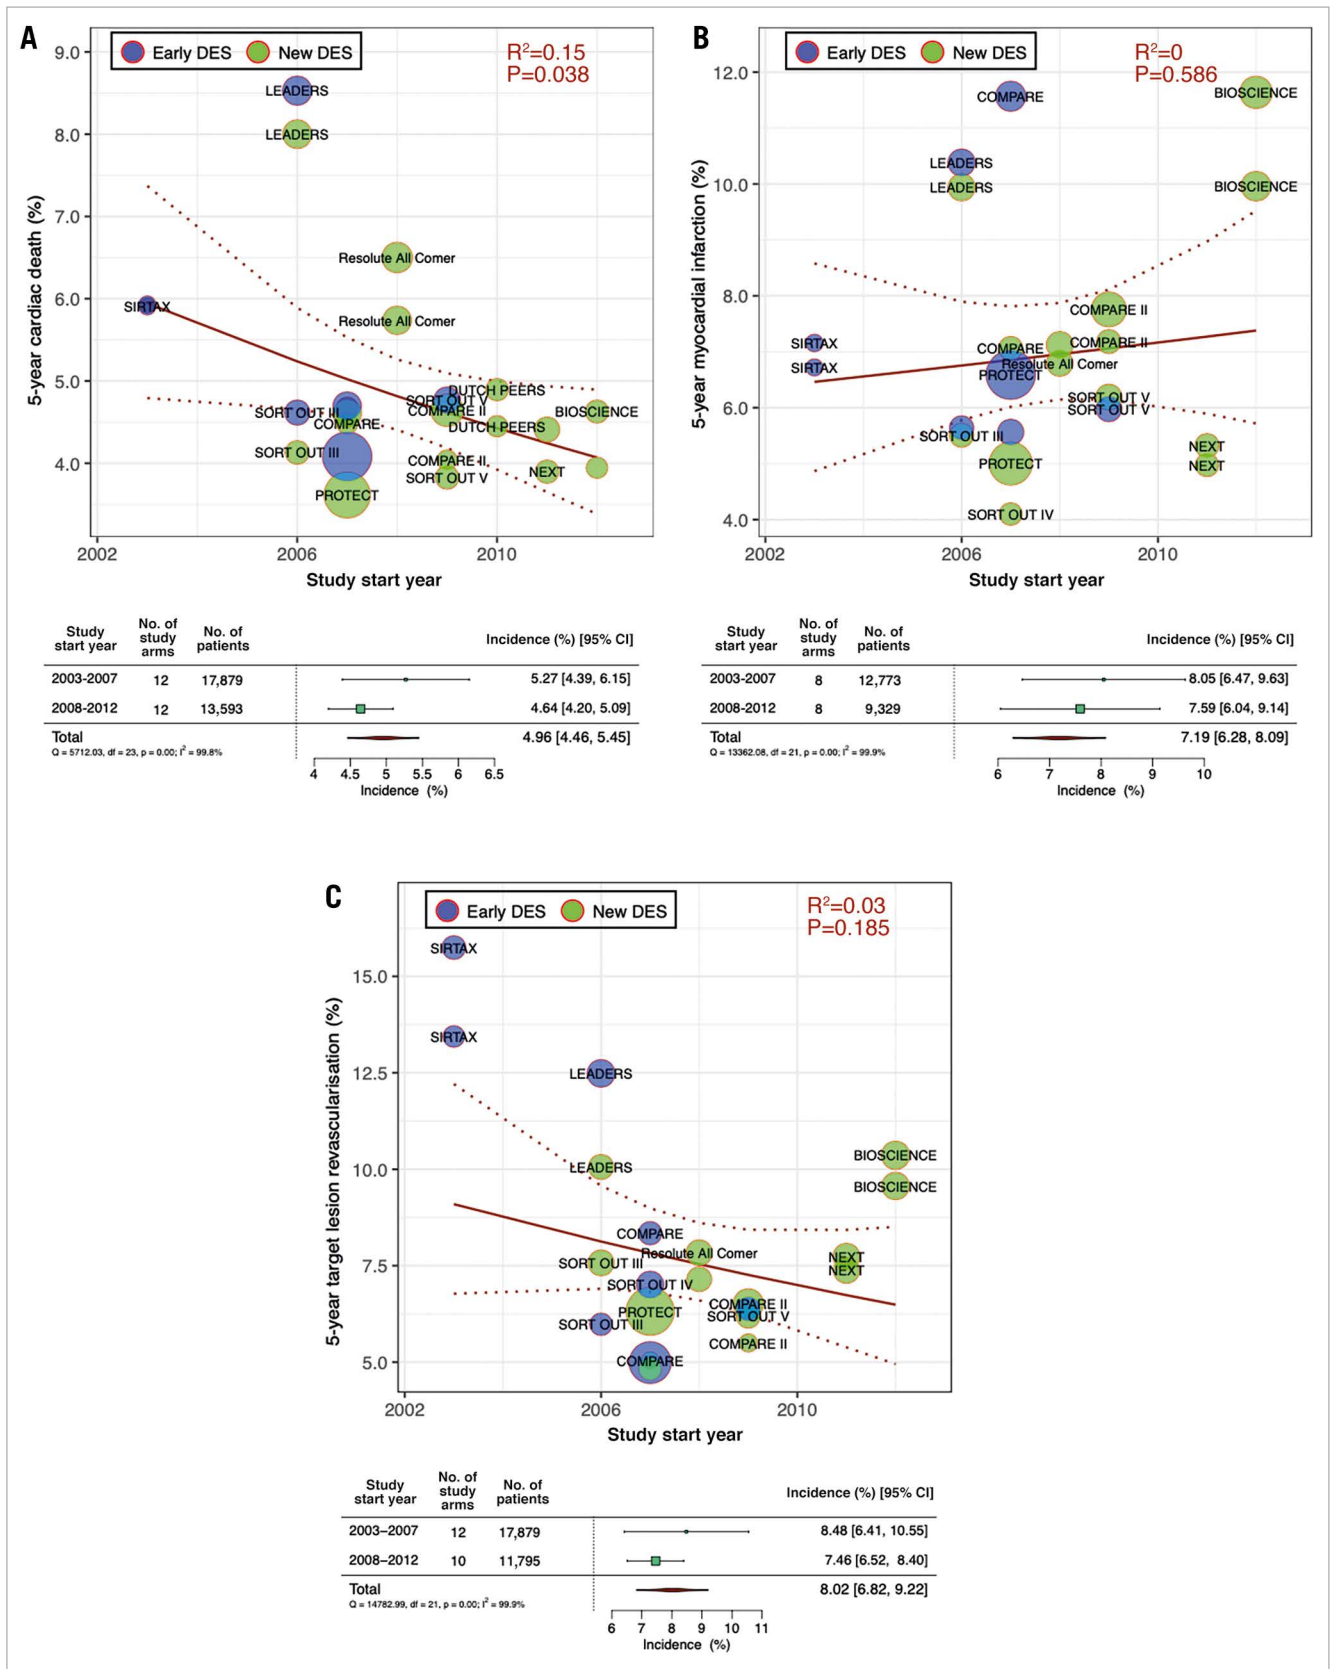 A
Early DES New DES
R²=0.15
P=0.038
9.0
8.0
7.0
6.0
5.0
4.0
5-year cardiac death (%)
LEADERS
LEADERS
Resolute All Comer
SIRTAX
Resolute All Comer
DUTCH PEERS
SORT OUT V
SORT OUT III
COMPARE II
BIOSCIENCE
COMPARE
DUTCH PEERS
SORT OUT III
COMPARE II
NEXT
SORT OUT V
PROTECT
2002 2006 2010
Study start year
Study start year No. of study arms No. of patients Incidence (%) [95% CI]
2003-2007 12 17,879 5.27 [4.39, 6.15]
2008-2012 12 13,593 4.64 [4.20, 5.09]
Total 4.96 [4.46, 5.45]
Q = 5712.03, df = 23, p = 0.00; I² = 99.8%
4 4.5 5 5.5 6 6.5
Incidence (%)
B
Early DES New DES
R²=0
P=0.586
12.0
10.0
8.0
6.0
4.0
5-year myocardial infarction (%)
COMPARE
BIOSCIENCE
LEADERS
LEADERS
BIOSCIENCE
COMPARE II
SIRTAX
COMPARE
COMPARE II
SIRTAX
Resolute All Comer
PROTECT
SORT OUT V
SORT OUT V
SORT OUT III
NEXT
PROTECT
NEXT
SORT OUT IV
2002 2006 2010
Study start year
Study start year No. of study arms No. of patients Incidence (%) [95% CI]
2003-2007 8 12,773 8.05 [6.47, 9.63]
2008-2012 8 9,329 7.59 [6.04, 9.14]
Total 7.19 [6.28, 8.09]
Q = 13362.08, df = 21, p = 0.00; I² = 99.9%
6 7 8 9 10
Incidence (%)
C
Early DES New DES
R²=0.03
P=0.185
15.0
12.5
10.0
7.5
5.0
5-year target lesion revascularisation (%)
SIRTAX
SIRTAX
LEADERS
LEADERS
BIOSCIENCE
BIOSCIENCE
COMPARE
Resolute All Comer
NEXT
SORT OUT III
NEXT
SORT OUT IV
COMPARE II
PROTECT
SORT OUT V
SORT OUT III
COMPARE II
COMPARE
2002 2006 2010
Study start year
Study start year No. of study arms No. of patients Incidence (%) [95% CI]
2003–2007 12 17,879 8.48 [6.41, 10.55]
2008–2012 10 11,795 7.46 [6.52, 8.40]
Total 8.02 [6.82, 9.22]
Q = 14782.99, df = 21, p = 0.00; I² = 99.9%
6 7 8 9 10 11
Incidence (%)